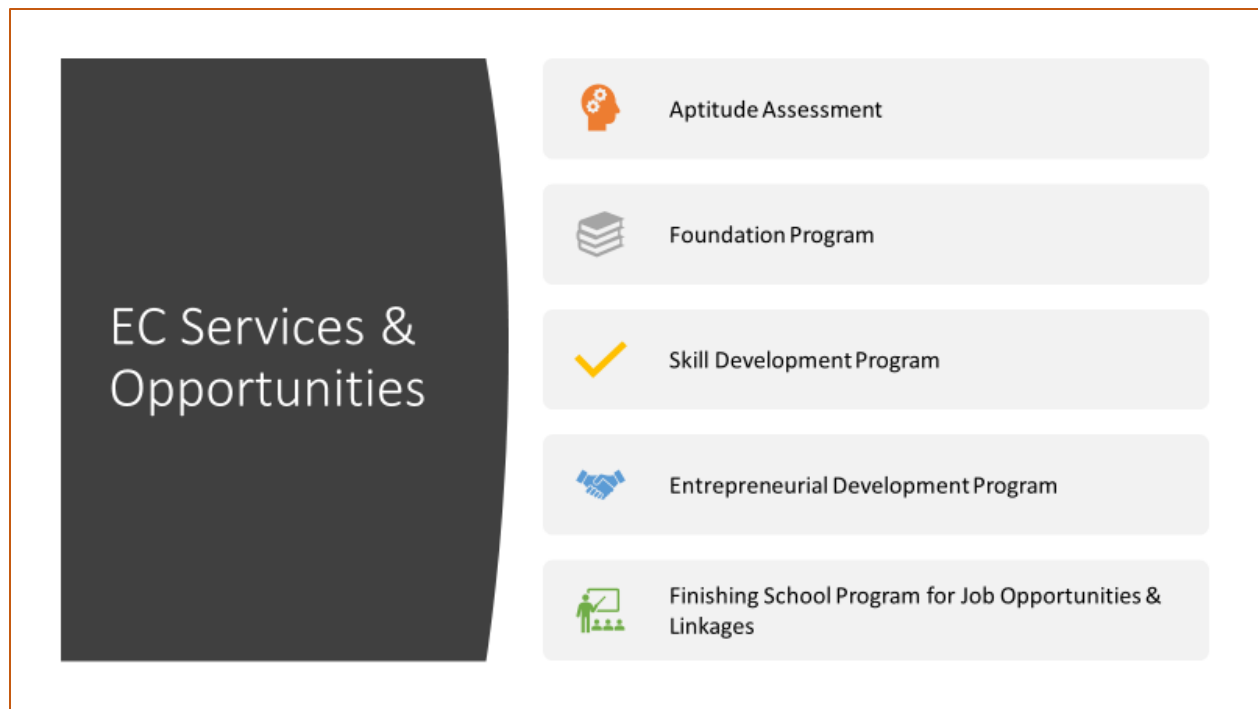 EC Services &
Opportunities
Aptitude Assessment
Foundation Program
Skill Development Program
Entrepreneurial Development Program
Finishing School Program for Job Opportunities &
Linkages